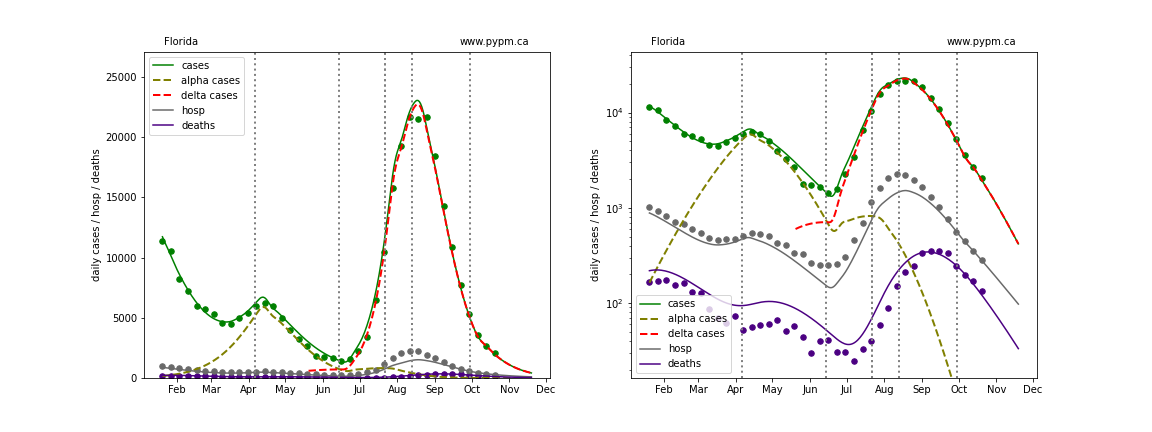 Florida www.pypm.ca
daily cases / hosp / deaths
25000
20000
15000
10000
5000
0
cases
alpha cases
delta cases
hosp
deaths
Feb Mar Apr May Jun Jul Aug Sep Oct Nov Dec
Florida www.pypm.ca
daily cases / hosp / deaths
10⁴
10³
10²
cases
alpha cases
delta cases
hosp
deaths
Feb Mar Apr May Jun Jul Aug Sep Oct Nov Dec